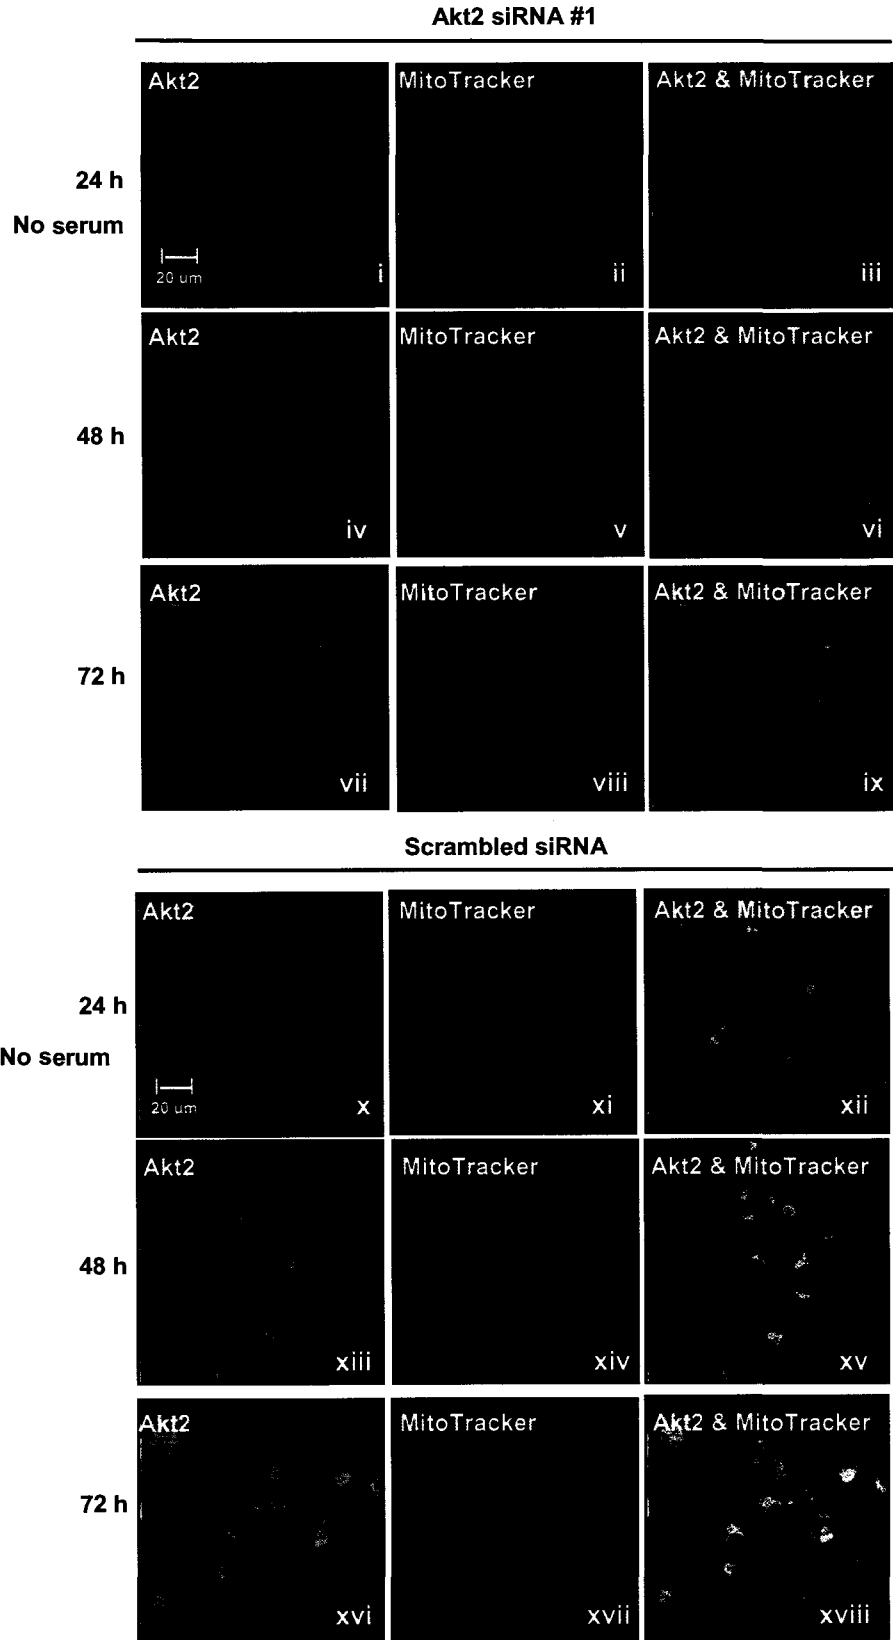 Akt2 siRNA #1
Akt2
MitoTracker
Akt2 & MitoTracker
24 h
No serum
20 um
i
ii
iii
Akt2
MitoTracker
Akt2 & MitoTracker
48 h
iv
v
vi
Akt2
MitoTracker
Akt2 & MitoTracker
72 h
vii
viii
ix
Scrambled siRNA
Akt2
MitoTracker
Akt2 & MitoTracker
24 h
No serum
20 um
x
xi
xii
Akt2
MitoTracker
Akt2 & MitoTracker
48 h
xiii
xiv
xv
Akt2
MitoTracker
Akt2 & MitoTracker
72 h
xvi
xvii
xviii